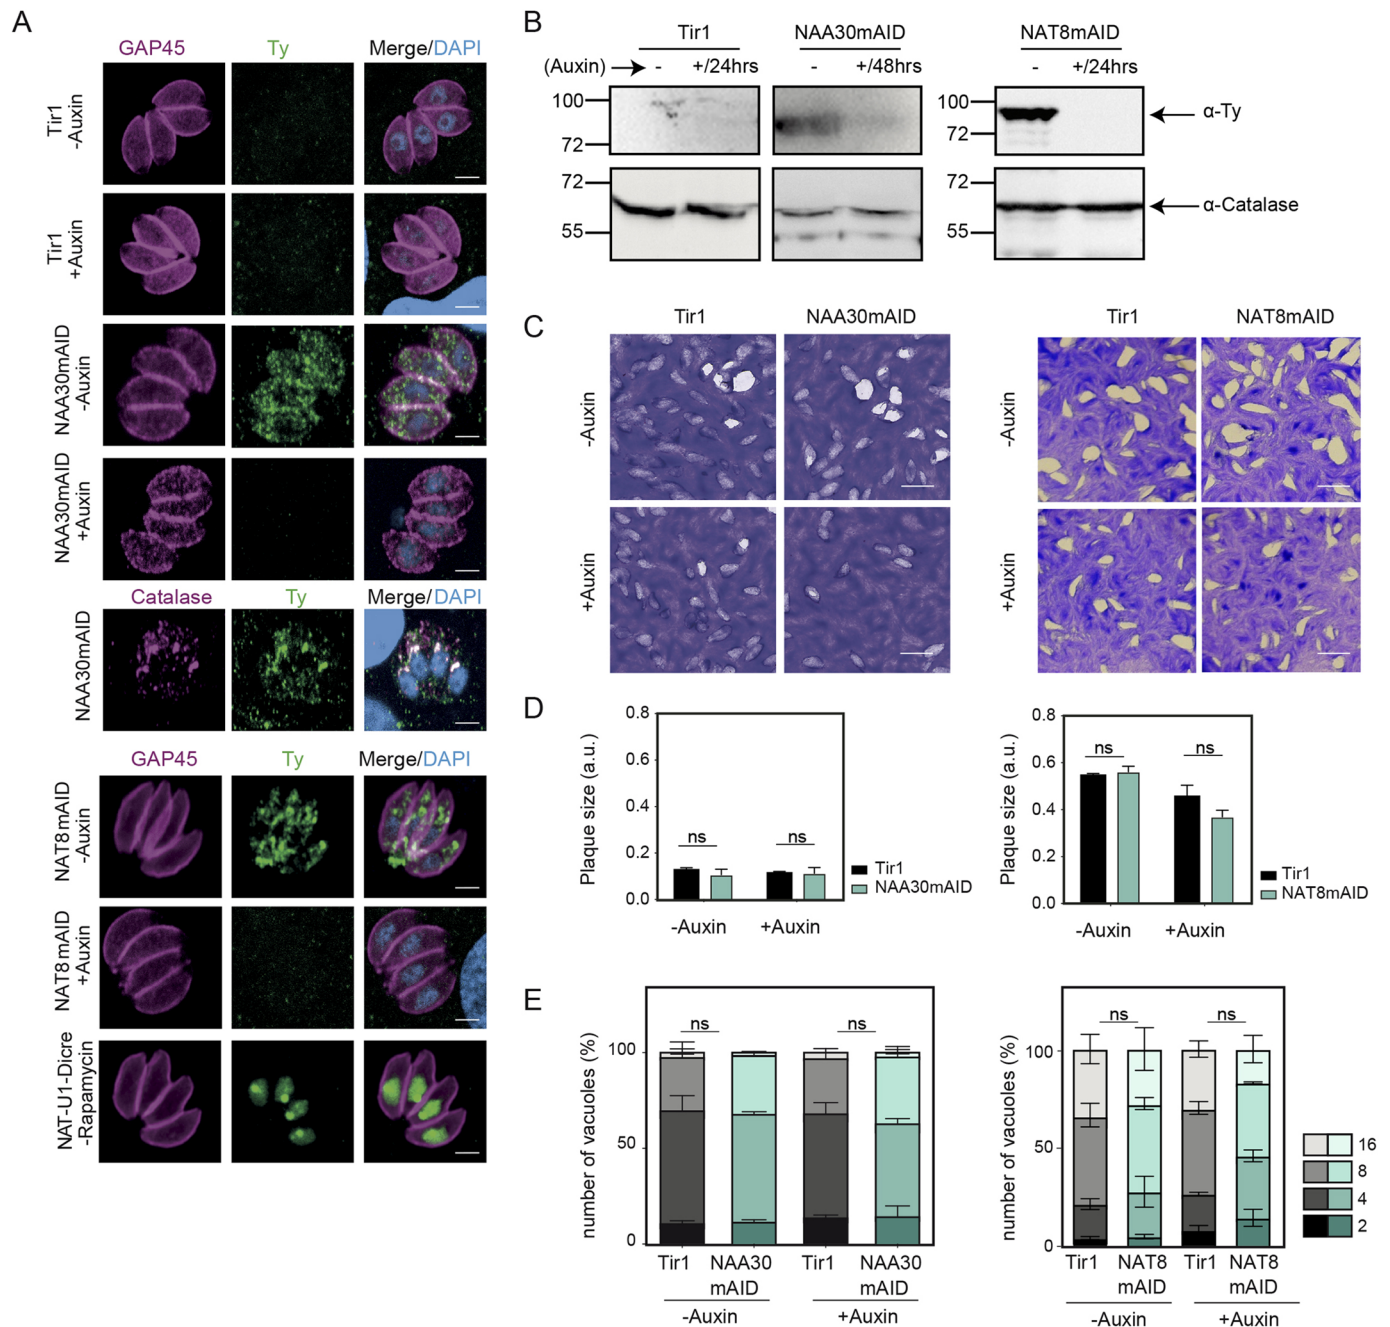 A
GAP45 Ty Merge/DAPI
Tir1
-Auxin
Tir1
+Auxin
NAA30mAID
-Auxin
NAA30mAID
+Auxin
Catalase Ty Merge/DAPI
NAA30mAID
GAP45 Ty Merge/DAPI
NAT8mAID
-Auxin
NAT8mAID
+Auxin
NAT-U1-Dicre
-Rapamycin
B
Tir1 NAA30mAID NAT8mAID
(Auxin) - +/24hrs - +/48hrs - +/24hrs
100 100
72 72
α-Ty
72 72
55 55
α-Catalase
C
Tir1 NAA30mAID Tir1 NAT8mAID
-Auxin -Auxin
+Auxin +Auxin
D
Plaque size (a.u.)
0.8
0.6
0.4
0.2
0.0
ns ns
-Auxin +Auxin
Tir1
NAA30mAID
Plaque size (a.u.)
0.8
0.6
0.4
0.2
0.0
ns ns
-Auxin +Auxin
Tir1
NAT8mAID
E
number of vacuoles (%)
100
50
0
ns ns
Tir1 NAA30 Tir1 NAA30
mAID mAID
-Auxin +Auxin
number of vacuoles (%)
100
50
0
ns ns
Tir1 NAT8 Tir1 NAT8
mAID mAID
-Auxin +Auxin
16
8
4
2